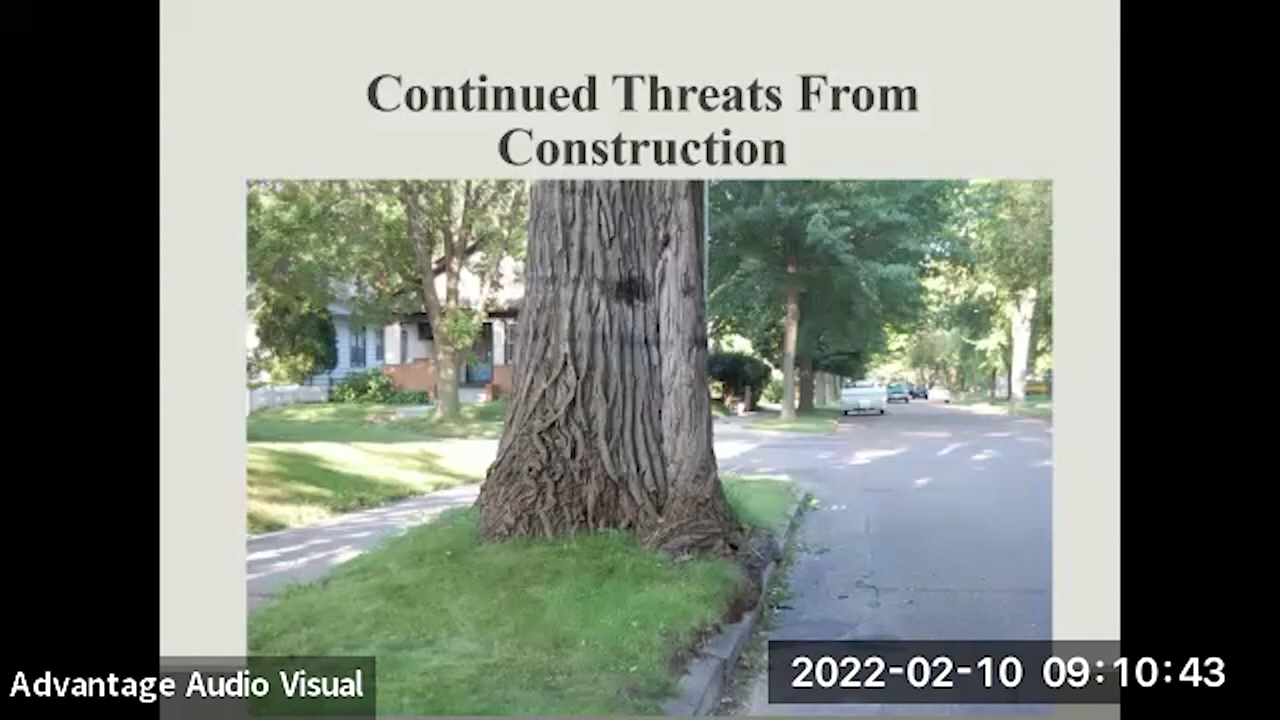 Continued Threats From
Construction
Advantage Audio Visual
2022-02-10 09:10:43